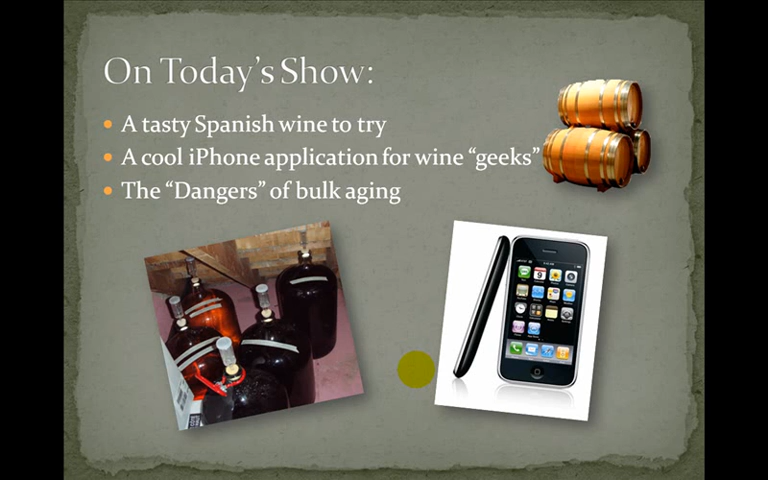 On Today's Show:
A tasty Spanish wine to try
A cool iPhone application for wine “geeks”
The “Dangers” of bulk aging